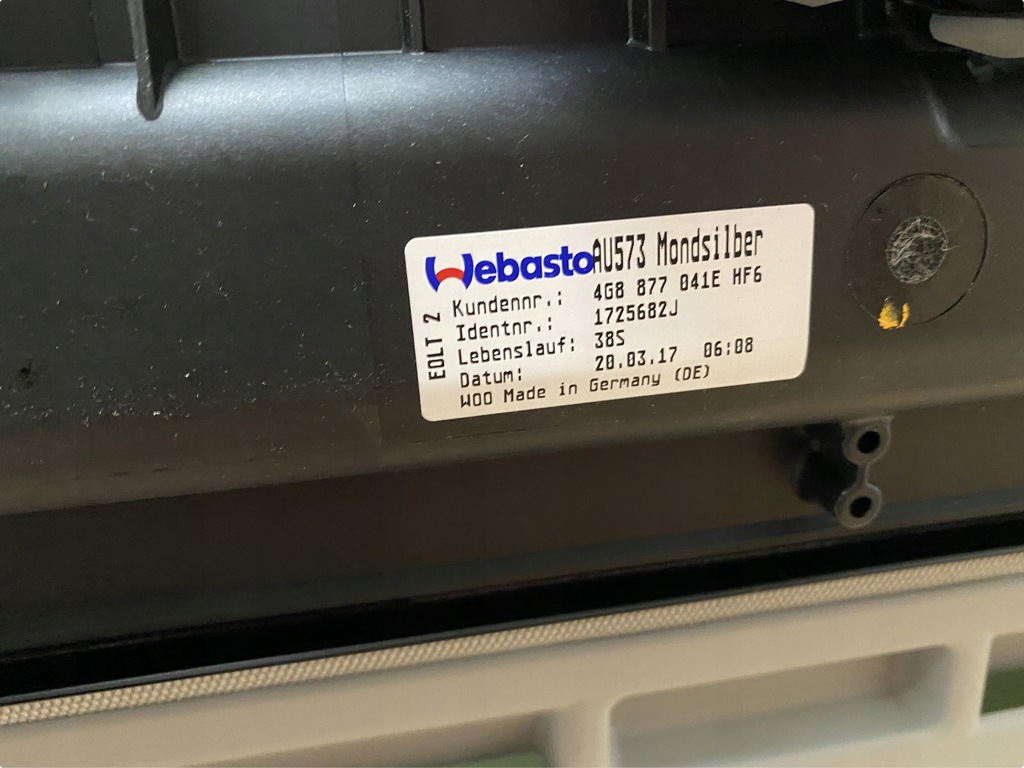 Webasto AU573 Mondsilber
Kundennr.: 4G8 877 041E HF6
Identnr.: 1725682J
Lebenslauf: 38S
Datum: 20.03.17 06:08
W00 Made in Germany (DE)
EOLT 2